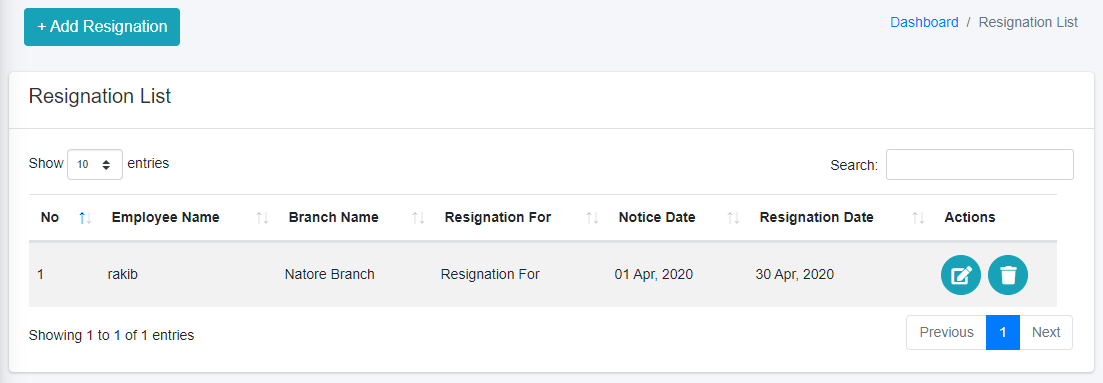 + Add Resignation
Dashboard / Resignation List
Resignation List
Show 10 entries
Search:
No Employee Name Branch Name Resignation For Notice Date Resignation Date Actions
1 rakib Natore Branch Resignation For 01 Apr, 2020 30 Apr, 2020
Showing 1 to 1 of 1 entries
Previous 1 Next